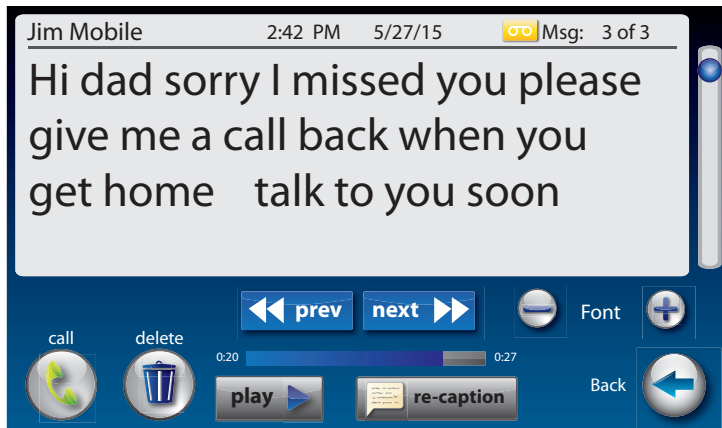 Jim Mobile 2:42 PM 5/27/15 Msg: 3 of 3
Hi dad sorry I missed you please
give me a call back when you
get home talk to you soon
prev next Font
call delete
0:20 0:27
play re-caption Back